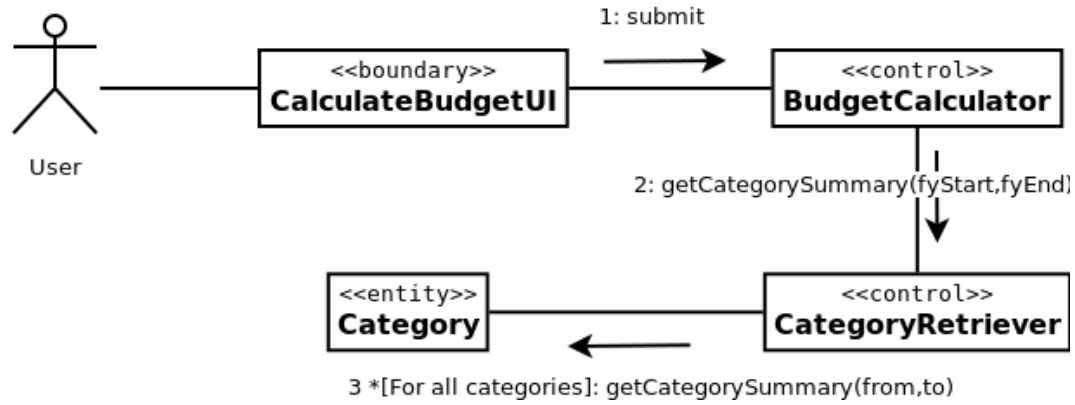 1: submit
<<boundary>>
CalculateBudgetUI
<<control>>
BudgetCalculator
User
2: getCategorySummary(fyStart,fyEnd)
<<entity>>
Category
<<control>>
CategoryRetriever
3 *[For all categories]: getCategorySummary(from,to)